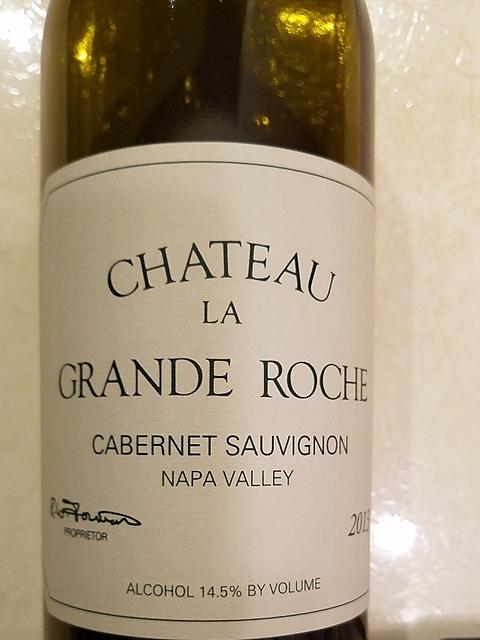 CHATEAU
LA
GRANDE ROCHE
CABERNET SAUVIGNON
NAPA VALLEY
PROPRIETOR
ALCOHOL 14.5% BY VOLUME